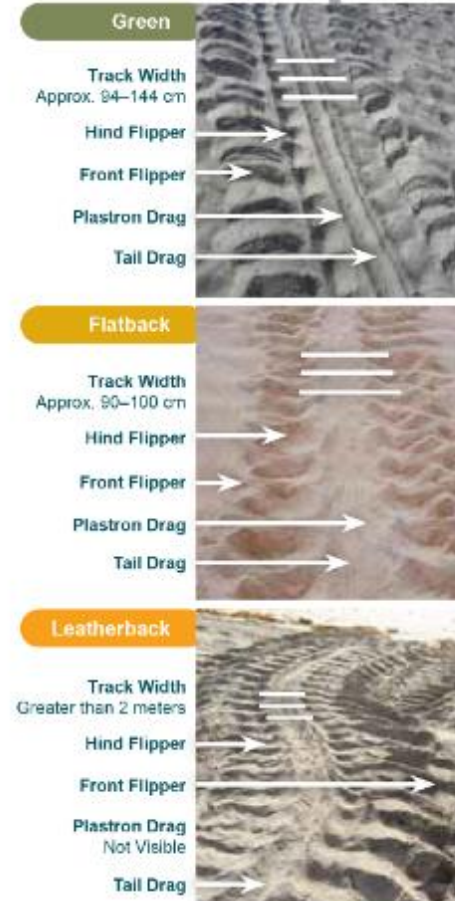 Green
Track Width
Approx. 94–144 cm
Hind Flipper
Front Flipper
Plastron Drag
Tail Drag
Flatback
Track Width
Approx. 90–100 cm
Hind Flipper
Front Flipper
Plastron Drag
Tail Drag
Leatherback
Track Width
Greater than 2 meters
Hind Flipper
Front Flipper
Plastron Drag
Not Visible
Tail Drag